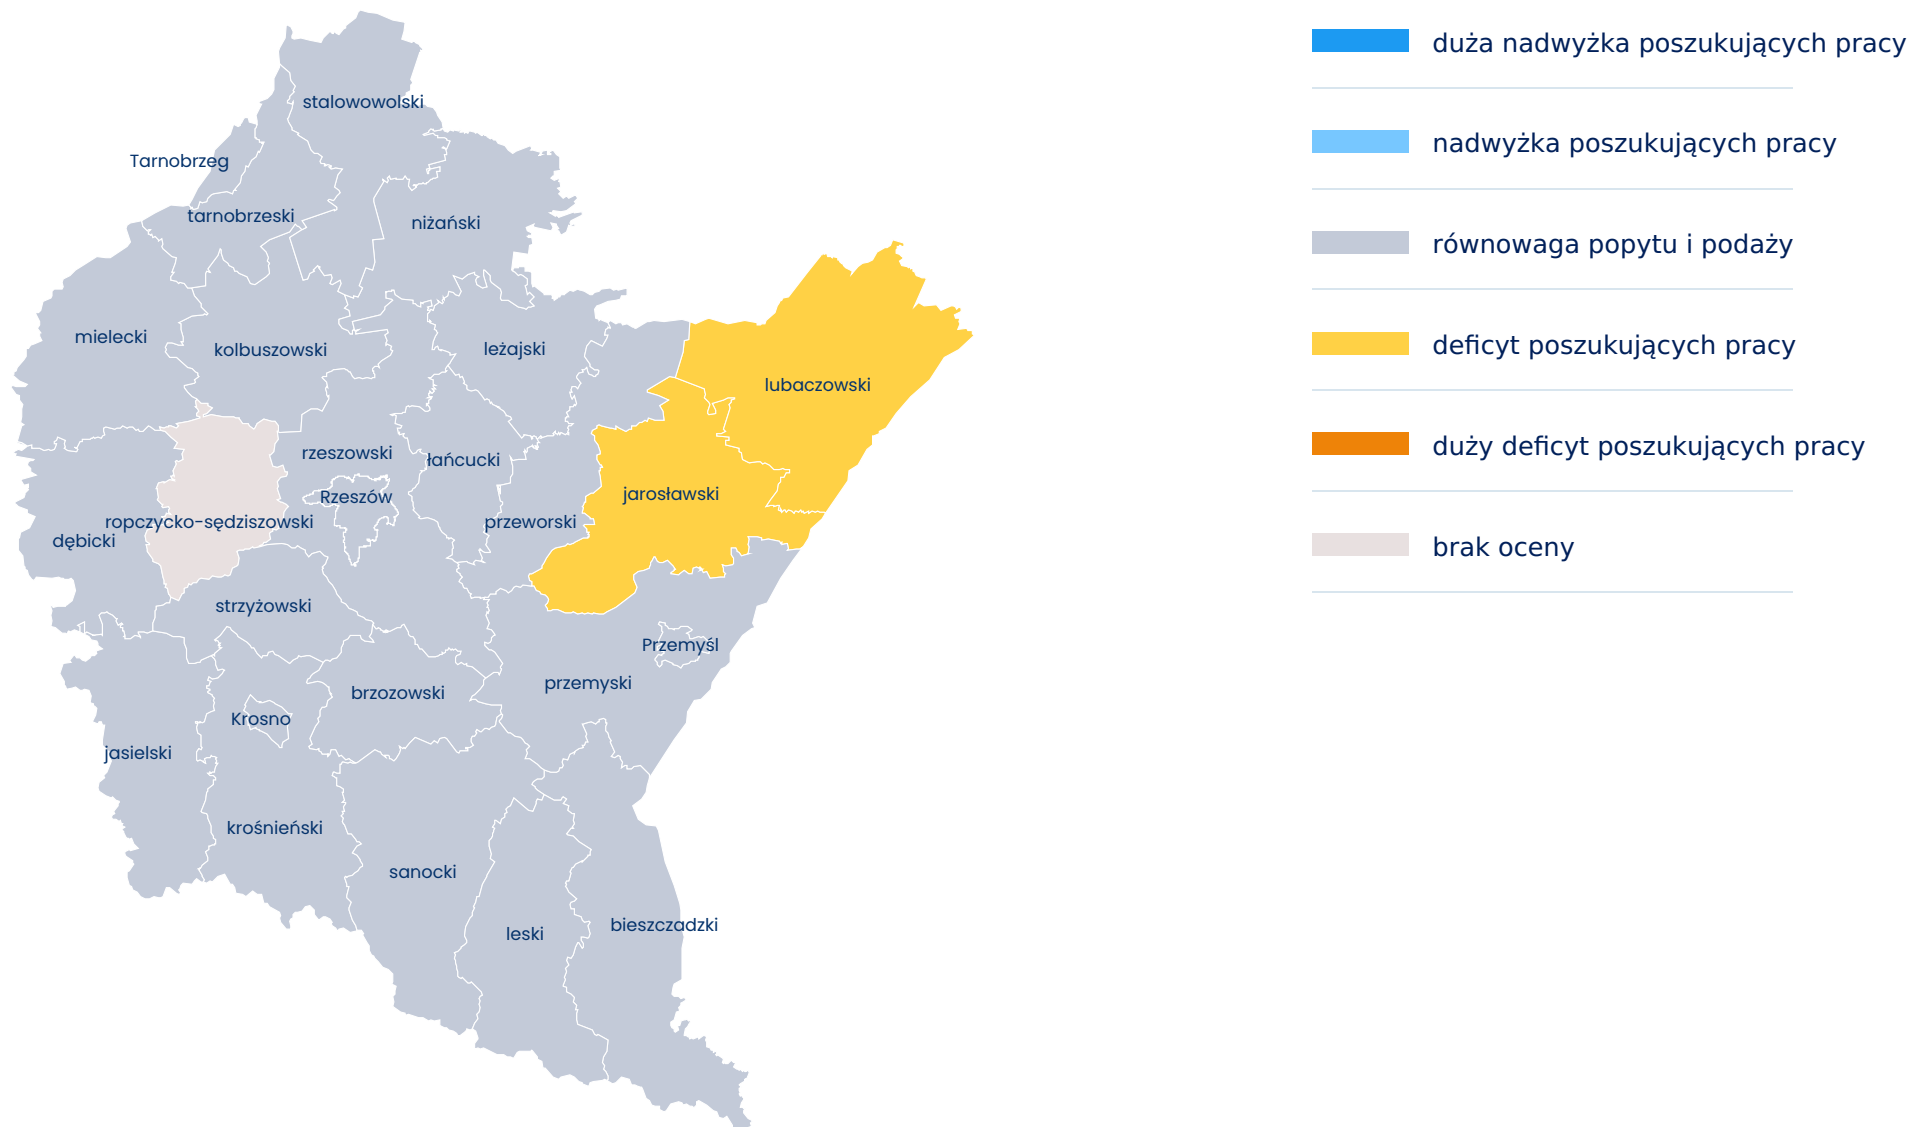 stalowowolski
Tarnobrzeg
tarnobrzeski
niżański
mielecki
kolbuszowski
leżajski
lubaczowski
rzeszowski
łańcucki
Rzeszów
jarosławski
ropczycko-sędziszowski
przeworski
dębicki
strzyżowski
Przemyśl
przemyski
brzozowski
Krosno
jasielski
krośnieński
sanocki
leski
bieszczadzki
duża nadwyżka poszukujących pracy
nadwyżka poszukujących pracy
równowaga popytu i podaży
deficyt poszukujących pracy
duży deficyt poszukujących pracy
brak oceny